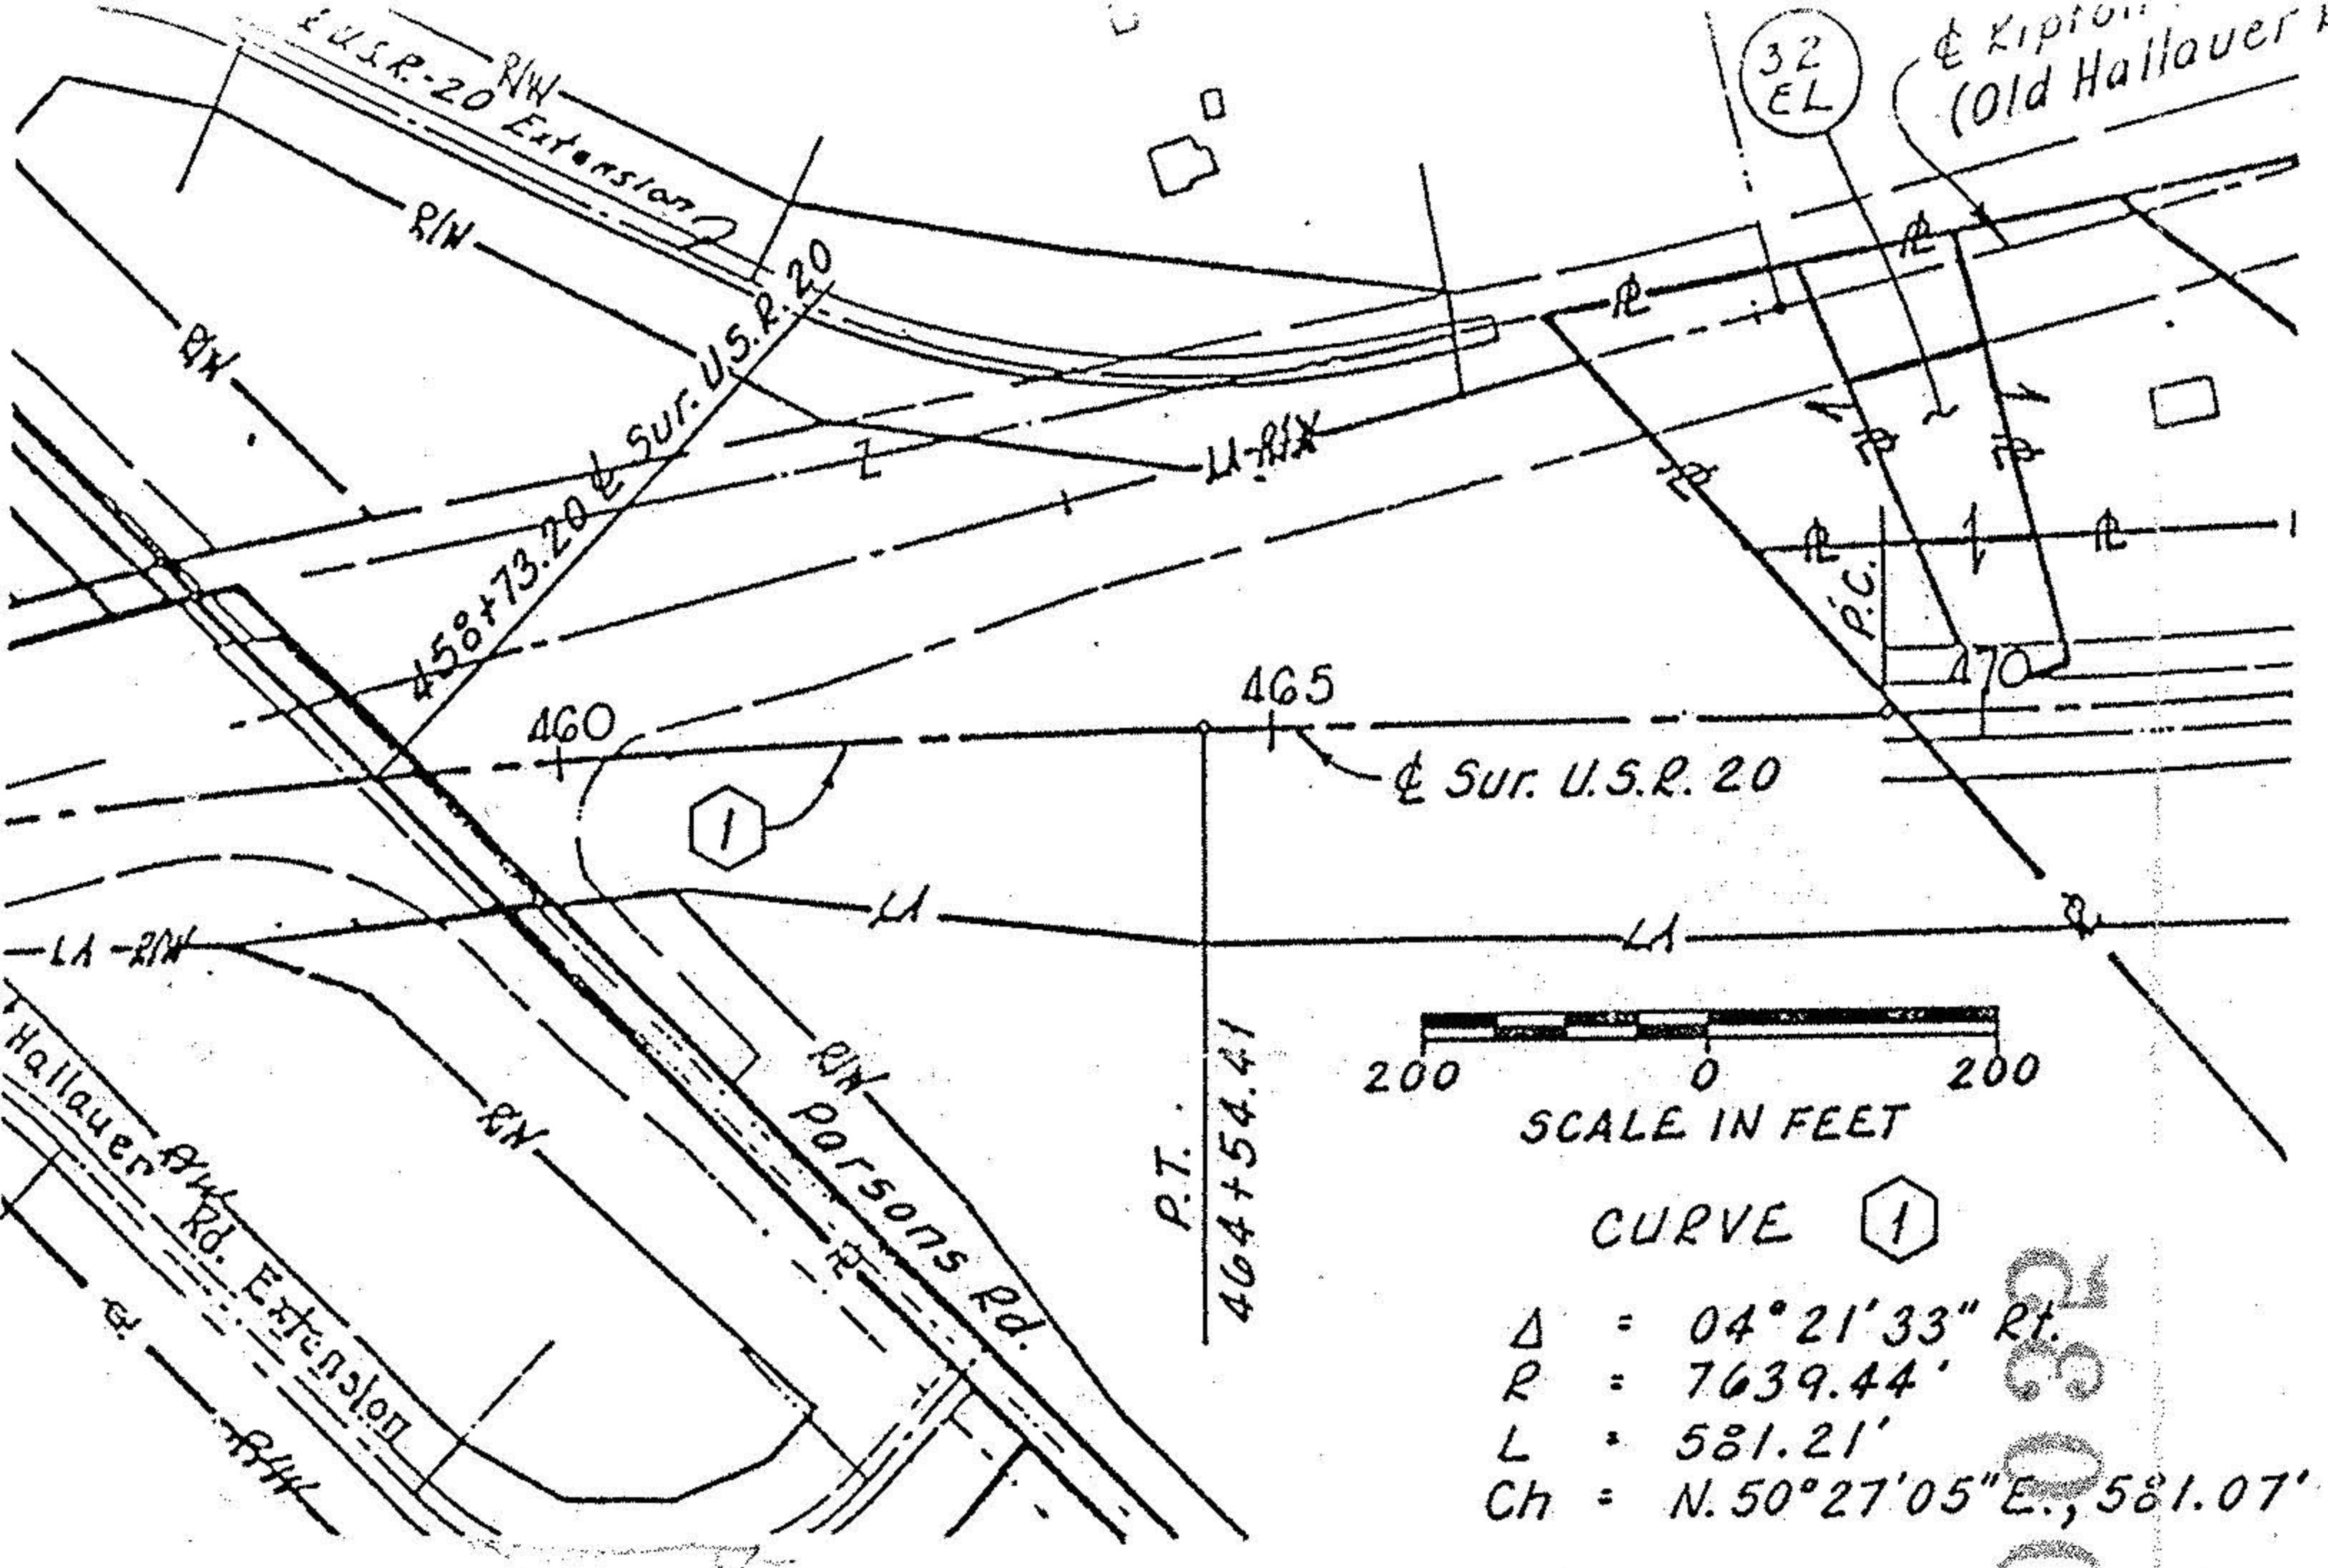 ℄ U.S.R.-20 Extension
R/W
32
EL
℄ Kipton
(Old Hallauer
R/W
R/W
℄ Sur. U.S.R. 20
458+73.20
LA-R/W
P
P
P
P
P
P
P
P.C.
470
460
465
℄ Sur. U.S.R. 20
1
LA
LA
P
LA-R/W
R/W
R/W
Parsons Rd.
P
Hallauer Rd. Extension
R/W
℄
R/W
P.T.
464+54.41
200 0 200
SCALE IN FEET
CURVE 1
Δ = 04°21'33" Rt.
R = 7639.44'
L = 581.21'
Ch = N. 50°27'05" E., 581.07'